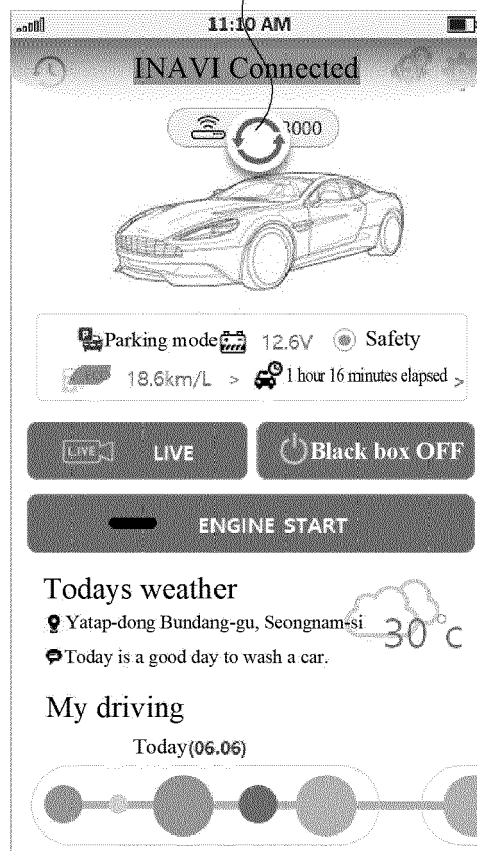 11:10 AM
INAVI Connected
3000
Parking mode 12.6V Safety
18.6km/L > 1 hour 16 minutes elapsed >
LIVE LIVE Black box OFF
ENGINE START
Todays weather
Yatap-dong Bundang-gu, Seongnam-si
30°c
Today is a good day to wash a car.
My driving
Today(06.06)